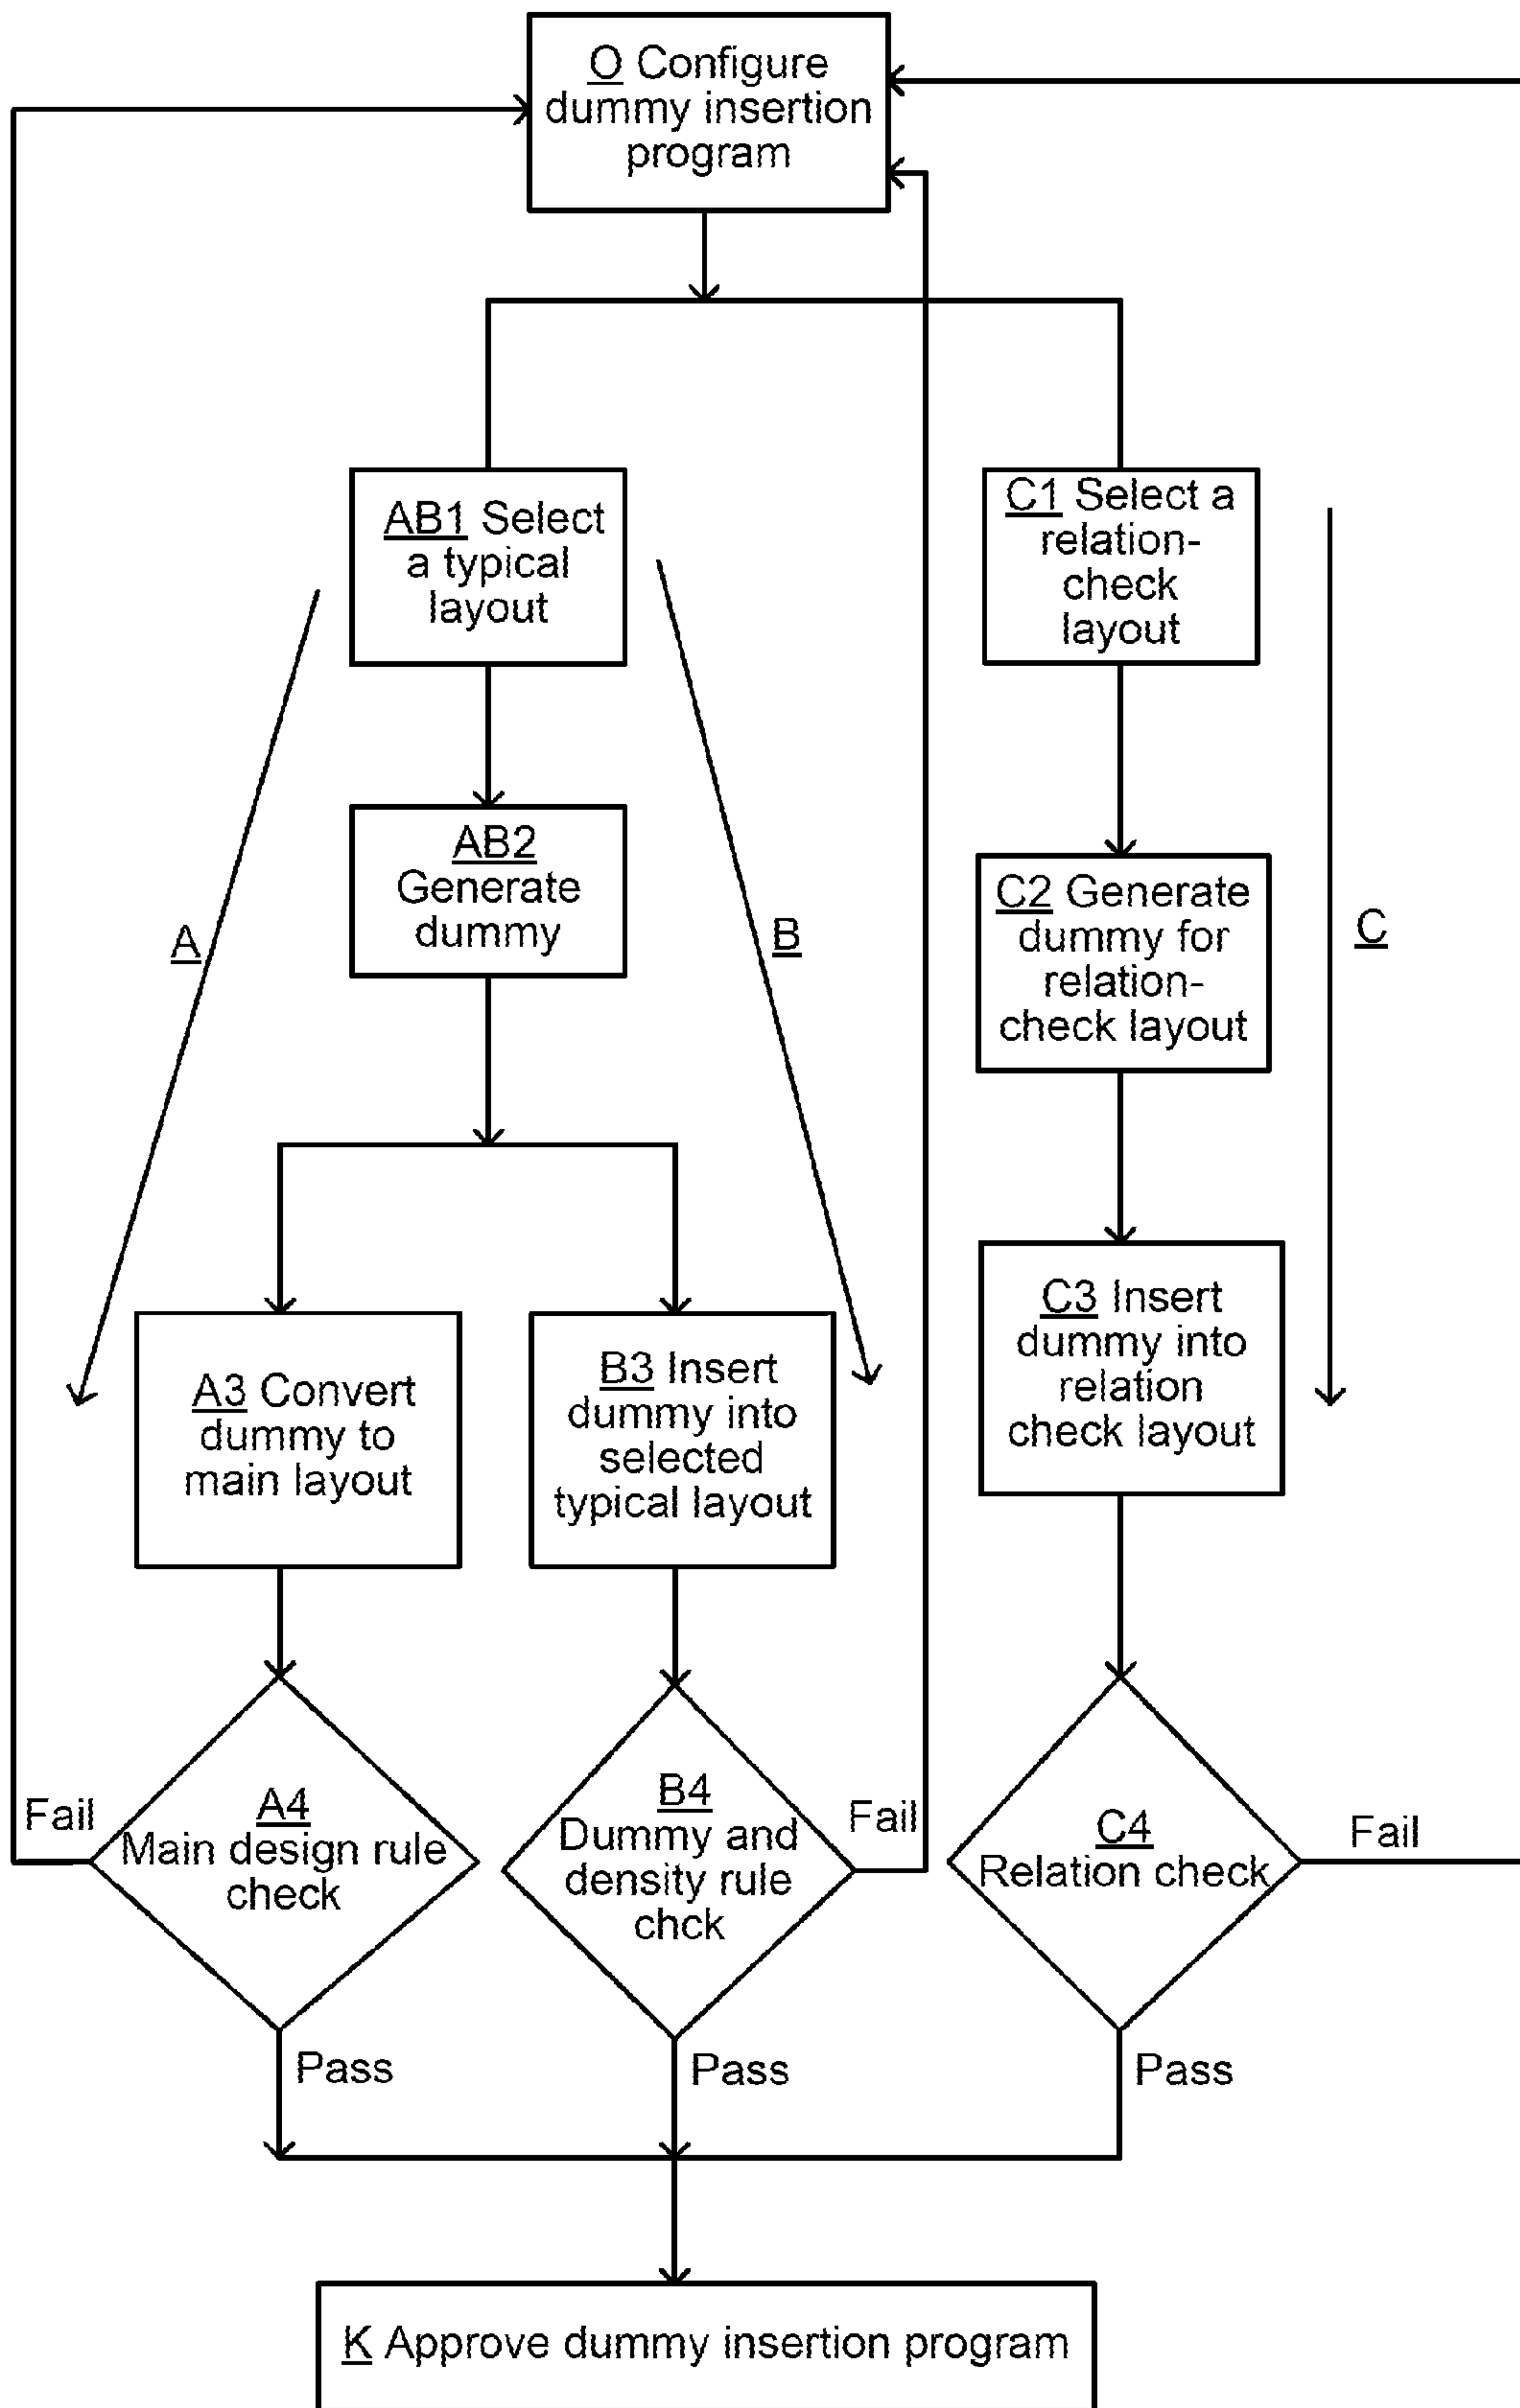 O Configure
dummy insertion
program
AB1 Select
a typical
layout
C1 Select a
relation-
check
layout
AB2
Generate
dummy
A
B
C2 Generate
dummy for
relation-
check layout
C
C3 Insert
dummy into
relation
check layout
A3 Convert
dummy to
main layout
B3 Insert
dummy into
selected
typical layout
Fail
A4
Main design rule
check
B4
Dummy and
density rule
chck
Fail
C4
Relation check
Fail
Pass
Pass
Pass
K Approve dummy insertion program